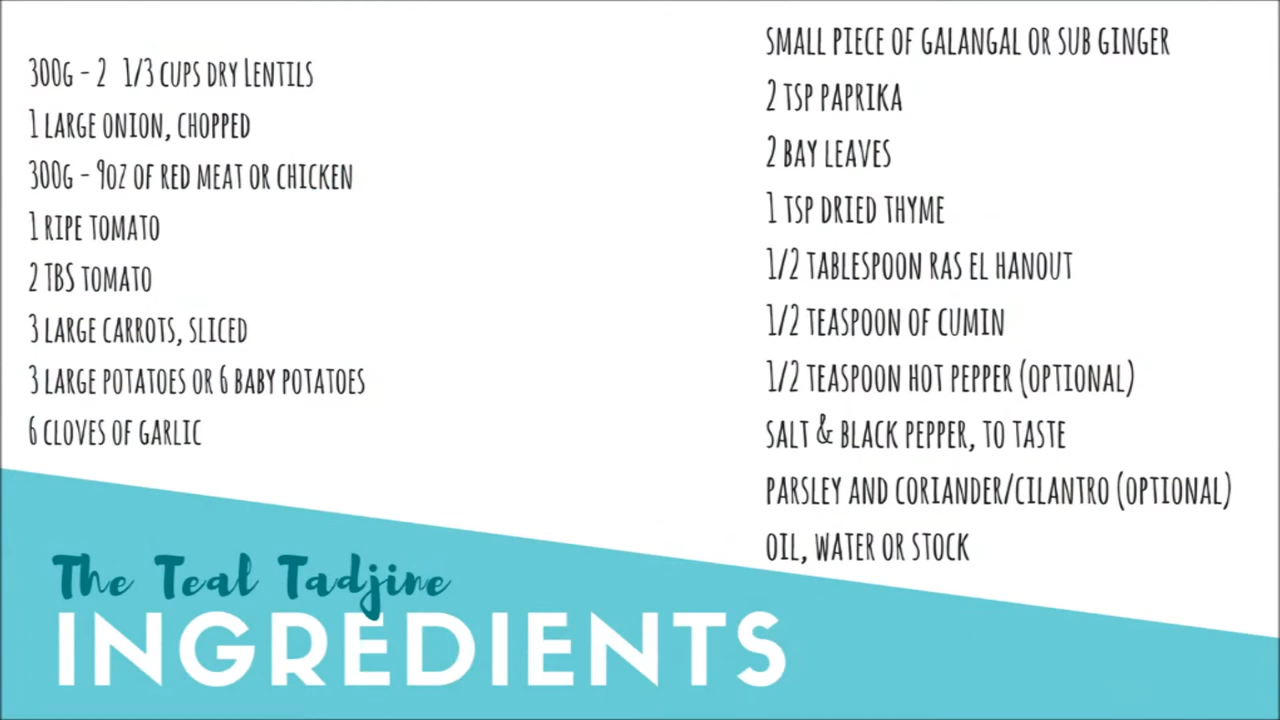 300G - 2 1/3 CUPS DRY LENTILS
1 LARGE ONION, CHOPPED
300G - 9OZ OF RED MEAT OR CHICKEN
1 RIPE TOMATO
2 TBS TOMATO
3 LARGE CARROTS, SLICED
3 LARGE POTATOES OR 6 BABY POTATOES
6 CLOVES OF GARLIC
SMALL PIECE OF GALANGAL OR SUB GINGER
2 TSP PAPRIKA
2 BAY LEAVES
1 TSP DRIED THYME
1/2 TABLESPOON RAS EL HANOUT
1/2 TEASPOON OF CUMIN
1/2 TEASPOON HOT PEPPER (OPTIONAL)
SALT & BLACK PEPPER, TO TASTE
PARSLEY AND CORIANDER/CILANTRO (OPTIONAL)
OIL, WATER OR STOCK
The Teal Tadjine
INGREDIENTS